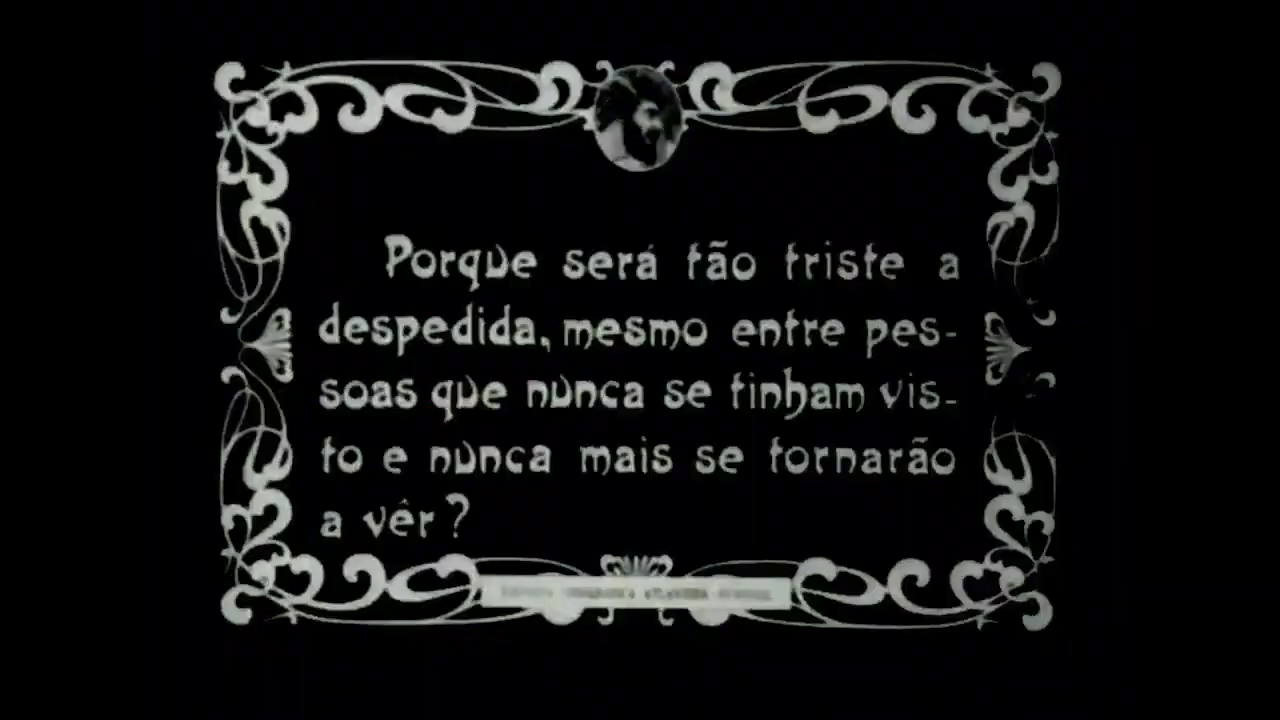 Porque será tão triste a
despedida, mesmo entre pes-
soas que nunca se tinham vis-
to e nunca mais se tornarão
a vêr?